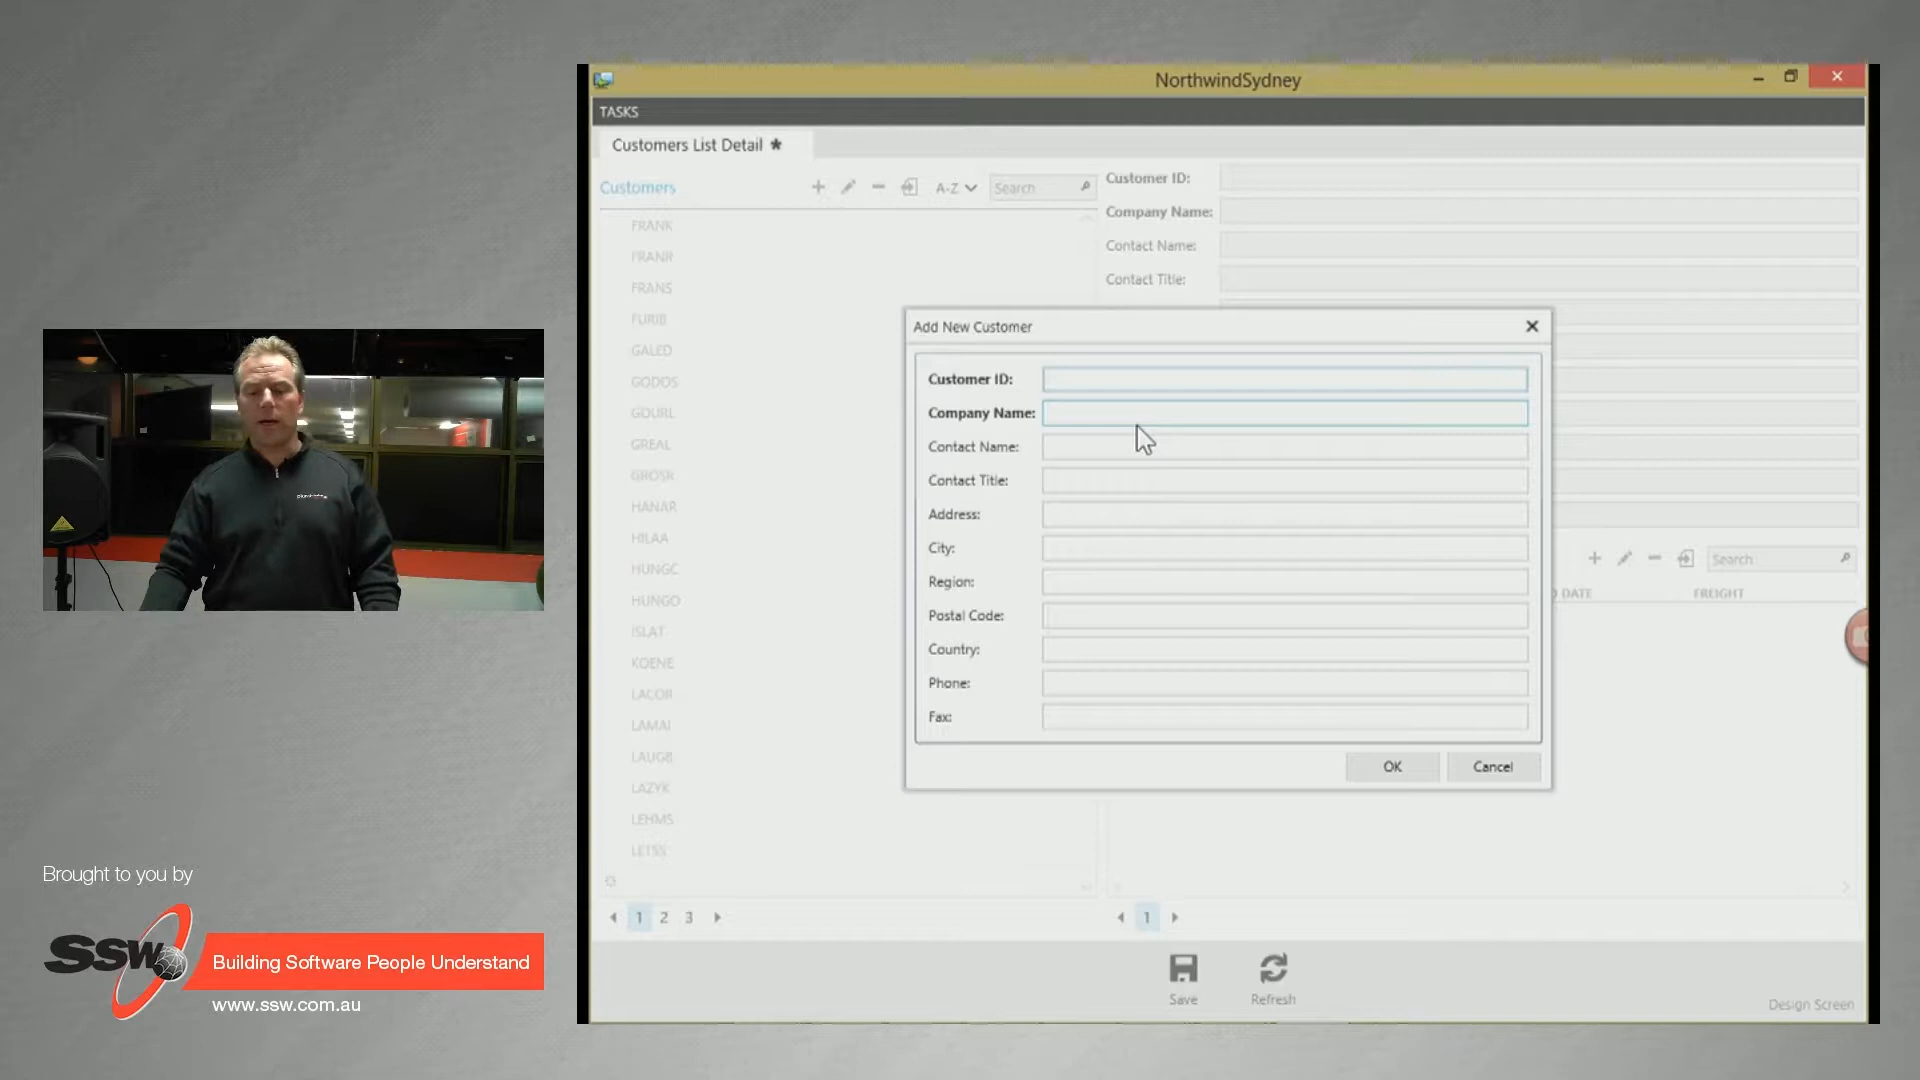 NorthwindSydney
TASKS
Customers List Detail *
Customers
A-Z
Search
FRANK
FRANR
FRANS
FURIB
GALED
GODOS
GOURL
GREAL
GROSR
HANAR
HILAA
HUNGC
HUNGO
ISLAT
KOENE
LACOR
LAMAI
LAUGB
LAZYK
LEHMS
LETSS
1 2 3
Customer ID:
Company Name:
Contact Name:
Contact Title:
Add New Customer
Customer ID:
Company Name:
Contact Name:
Contact Title:
Address:
City:
Region:
Postal Code:
Country:
Phone:
Fax:
OK Cancel
Search
DATE FREIGHT
1
Save Refresh
Design Screen
Brought to you by
SSW
Building Software People Understand
www.ssw.com.au